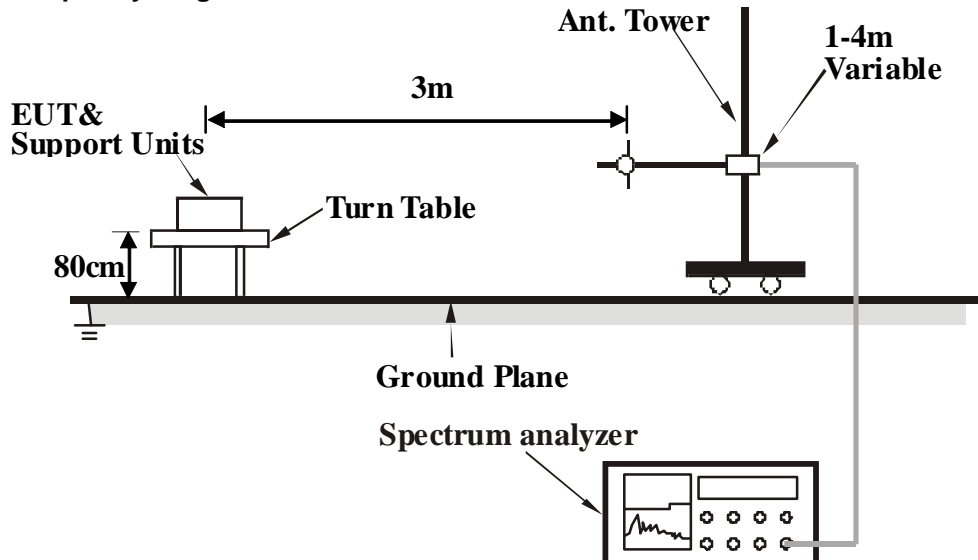 Ant. Tower
1-4m
Variable
3m
EUT&
Support Units
Turn Table
80cm
Ground Plane
Spectrum analyzer